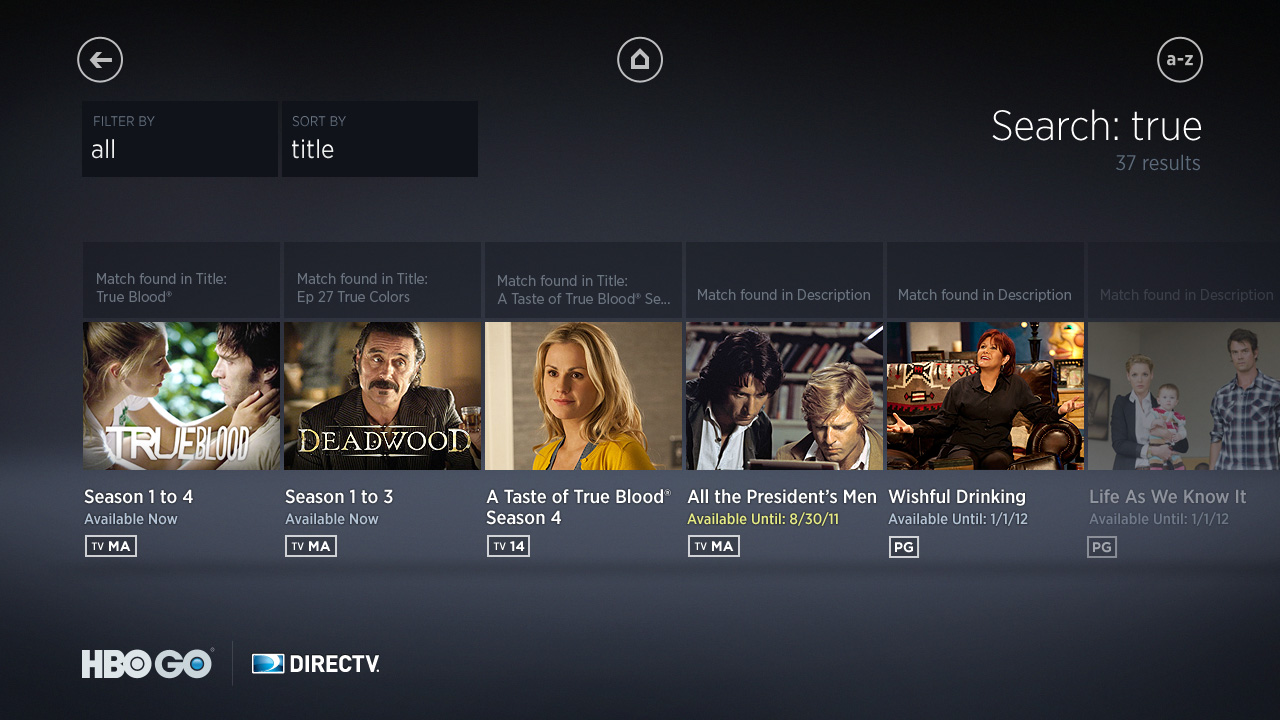 a-z
FILTER BY
all
SORT BY
title
Search: true
37 results
Match found in Title:
True Blood®
Match found in Title:
Ep 27 True Colors
Match found in Title:
A Taste of True Blood® Se...
Match found in Description
Match found in Description
Match found in Description
TRUE BLOOD
DEADWOOD
Season 1 to 4
Available Now
TV MA
Season 1 to 3
Available Now
TV MA
A Taste of True Blood®
Season 4
TV 14
All the President's Men
Available Until: 8/30/11
TV MA
Wishful Drinking
Available Until: 1/1/12
PG
Life As We Know It
Available Until: 1/1/12
PG
HBO GO®
DIRECTV.